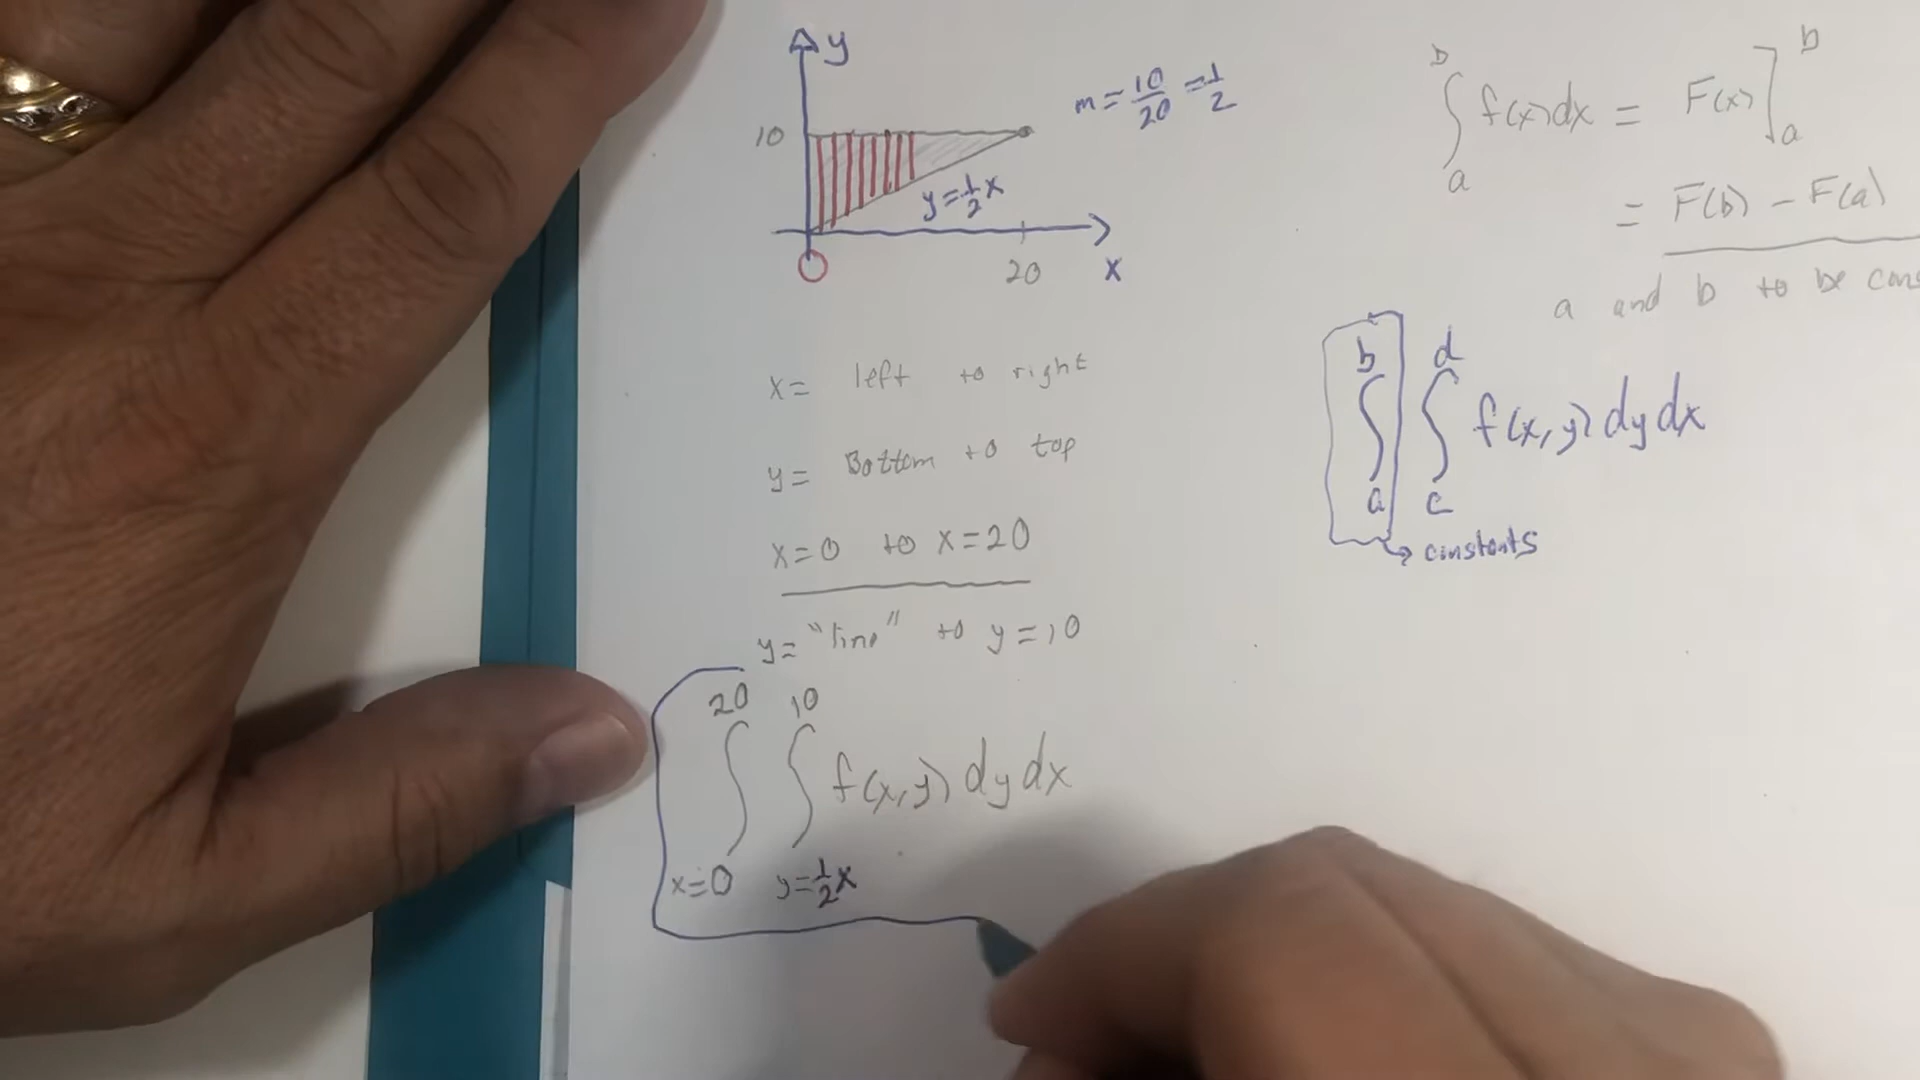 y
10
m = 10/20 = 1/2
y = 1/2 x
20
x
x = left to right
y = Bottom to top
x = 0 to x = 20
y = "line" to y = 10
20 10
∫ ∫ f(x,y) dy dx
x = 0 y = 1/2 x
b
∫ f(x) dx = F(x) ] b
a a
= F(b) - F(a)
a and b to be cons
b d
∫ ∫ f(x,y) dy dx
a c
constants